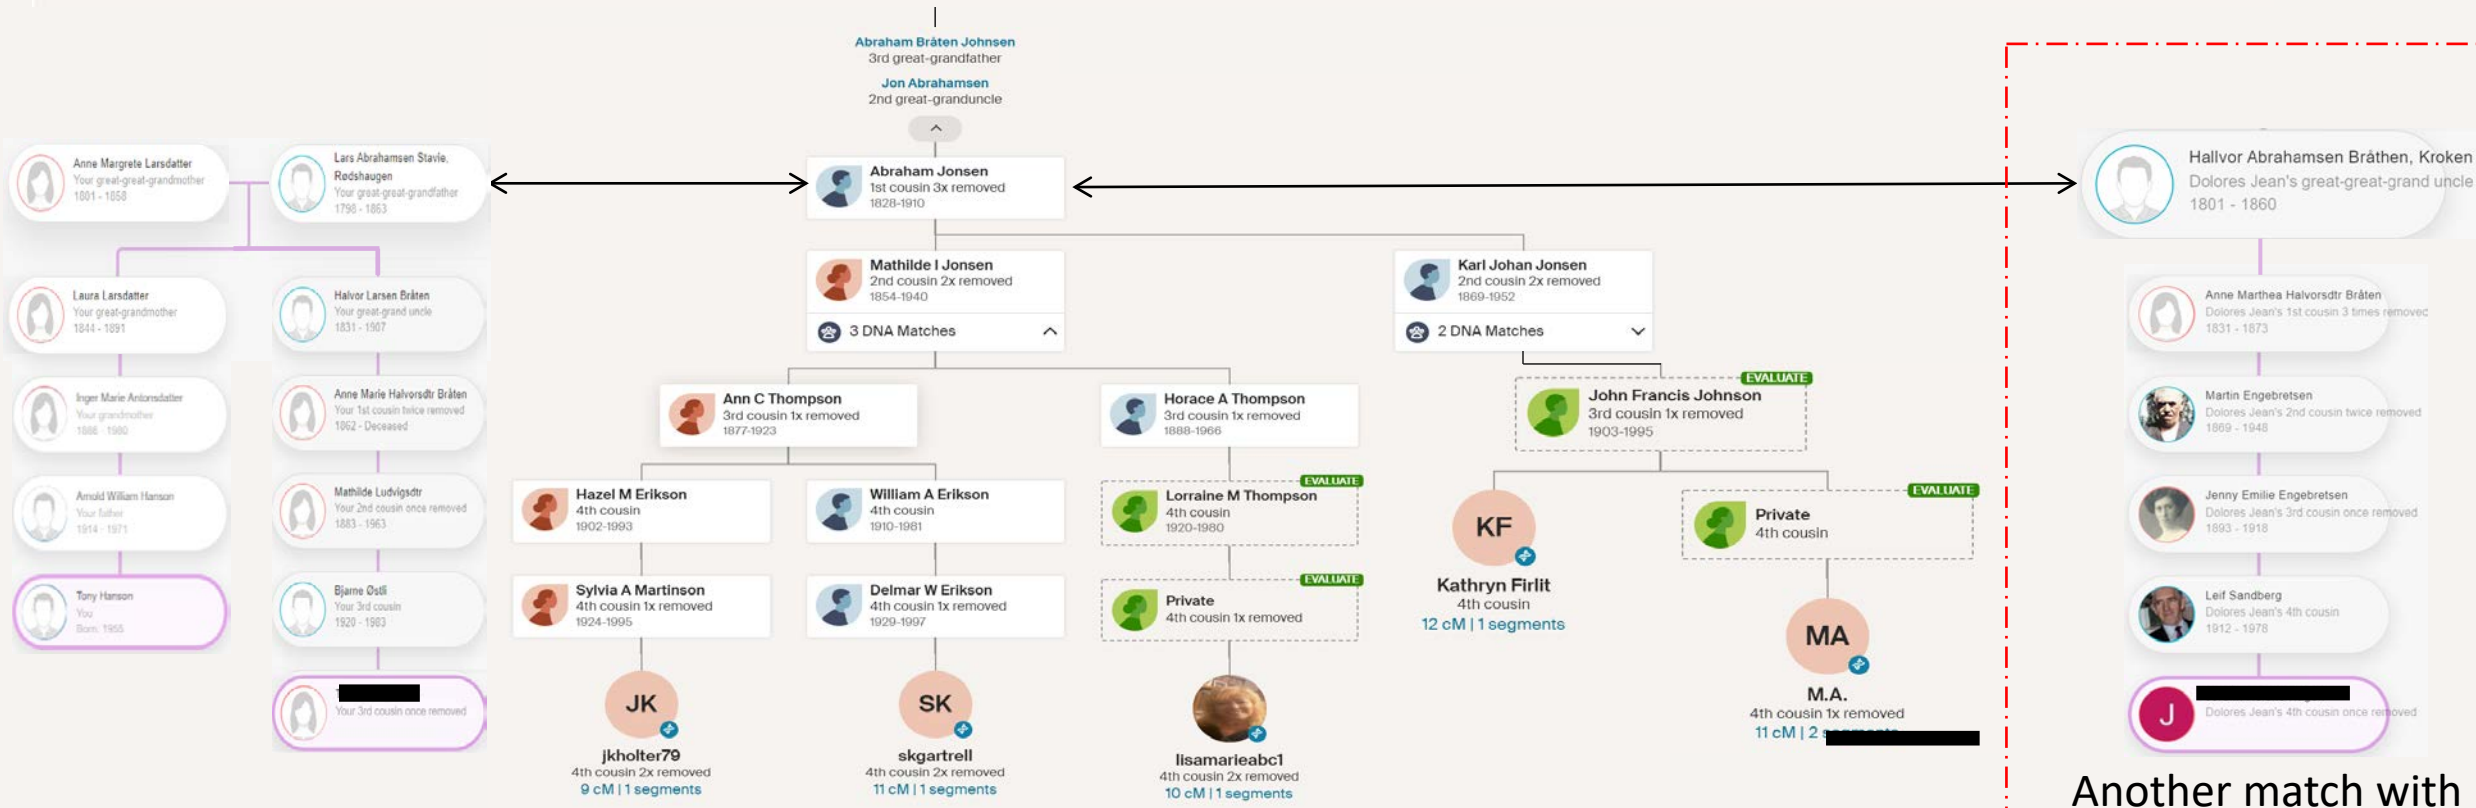 Abraham Bråten Johnsen
3rd great-grandfather
Jon Abrahamsen
2nd great-granduncle
Anne Margrete Larsdatter
Your great-great-grandmother
1801 - 1858
Lars Abrahamsen Stavie,
Rødshaugen
Your great-great-grandfather
1798 - 1863
Laura Larsdatter
Your great-grandmother
1844 - 1891
Halvor Larsen Bråten
Your great-grand uncle
1831 - 1907
Inger Marie Antonsdatter
Your grandmother
1886 - 1980
Anne Marie Halvorsdtr Bråten
Your 1st cousin twice removed
1862 - Deceased
Arnold William Hanson
Your father
1914 - 1971
Mathilde Ludvigsdtr
Your 2nd cousin once removed
1883 - 1963
Tony Hanson
You
Born: 1955
Bjarne Østli
Your 3rd cousin
1920 - 1983
Your 3rd cousin once removed
Abraham Jonsen
1st cousin 3x removed
1828-1910
Mathilde I Jonsen
2nd cousin 2x removed
1854-1940
3 DNA Matches
Karl Johan Jonsen
2nd cousin 2x removed
1869-1952
2 DNA Matches
Ann C Thompson
3rd cousin 1x removed
1877-1923
Horace A Thompson
3rd cousin 1x removed
1888-1966
EVALUATE
John Francis Johnson
3rd cousin 1x removed
1903-1995
Hazel M Erikson
4th cousin
1902-1993
William A Erikson
4th cousin
1910-1981
EVALUATE
Lorraine M Thompson
4th cousin
1920-1980
KF
Kathryn Firlit
4th cousin
12 cM | 1 segments
EVALUATE
Private
4th cousin
Sylvia A Martinson
4th cousin 1x removed
1924-1995
Delmar W Erikson
4th cousin 1x removed
1929-1997
EVALUATE
Private
4th cousin 1x removed
MA
M.A.
4th cousin 1x removed
11 cM | 2
JK
jkholter79
4th cousin 2x removed
9 cM | 1 segments
SK
skgartrell
4th cousin 2x removed
11 cM | 1 segments
lisamarieabc1
4th cousin 2x removed
10 cM | 1 segments
Hallvor Abrahamsen Bråthen, Kroken
Dolores Jean's great-great-grand uncle
1801 - 1860
Anne Marthea Halvorsdtr Bråten
Dolores Jean's 1st cousin 3 times removed
1831 - 1873
Martin Engebretsen
Dolores Jean's 2nd cousin twice removed
1869 - 1948
Jenny Emilie Engebretsen
Dolores Jean's 3rd cousin once removed
1893 - 1918
Leif Sandberg
Dolores Jean's 4th cousin
1912 - 1978
J
Dolores Jean's 4th cousin once removed
Another match with